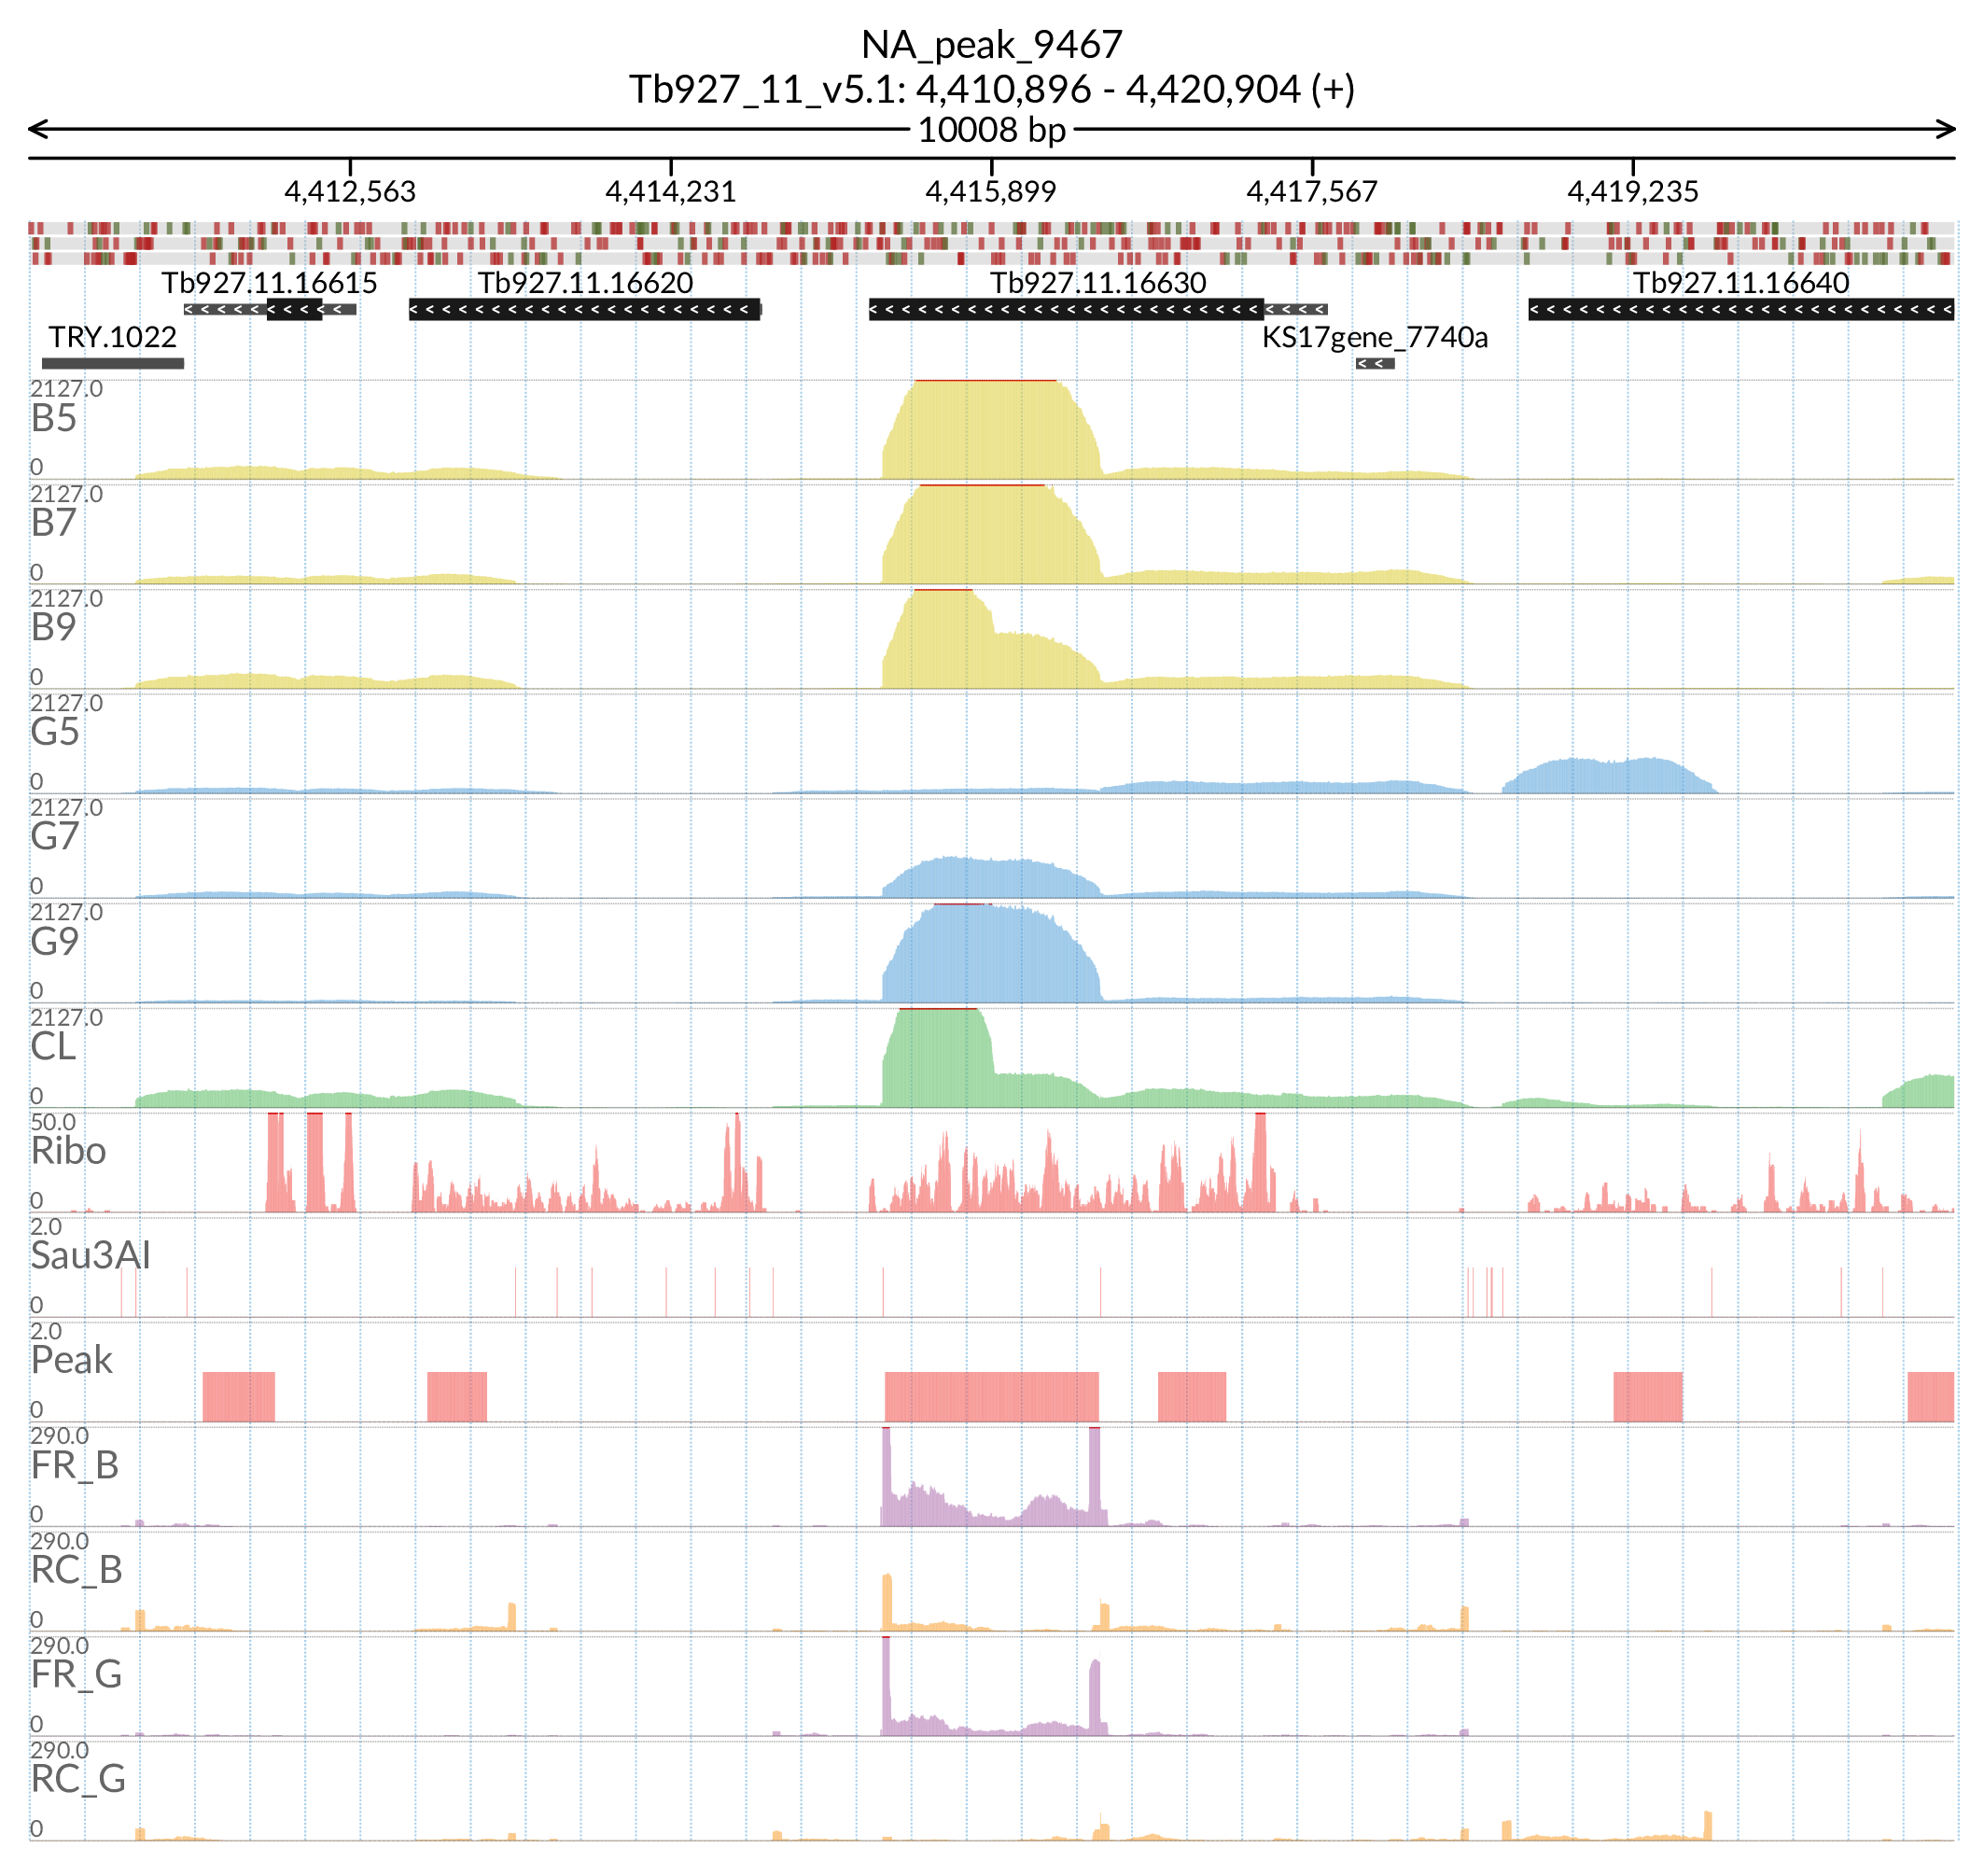 NA_peak_9467
Tb927_11_v5.1: 4,410,896 - 4,420,904 (+)
10008 bp
4,412,563 4,414,231 4,415,899 4,417,567 4,419,235
Tb927.11.16615 Tb927.11.16620 Tb927.11.16630 Tb927.11.16640
TRY.1022 KS17gene_7740a
2127.0
B5
0
2127.0
B7
0
2127.0
B9
0
2127.0
G5
0
2127.0
G7
0
2127.0
G9
0
2127.0
CL
0
50.0
Ribo
0
2.0
Sau3AI
0
2.0
Peak
0
290.0
FR_B
0
290.0
RC_B
0
290.0
FR_G
0
290.0
RC_G
0